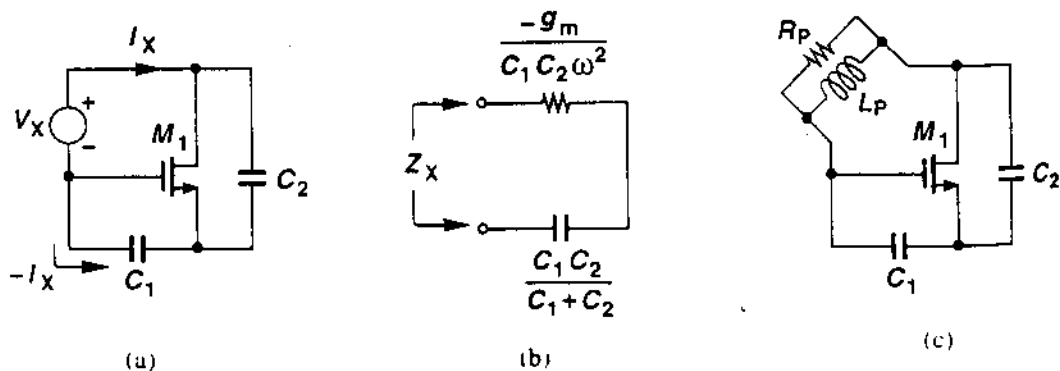 I_X
V_X
+
−
M_1
C_2
-I_X
C_1
(a)
-g_m
C_1 C_2 ω^2
Z_X
C_1 C_2
C_1 + C_2
(b)
R_P
L_P
M_1
C_2
C_1
(c)